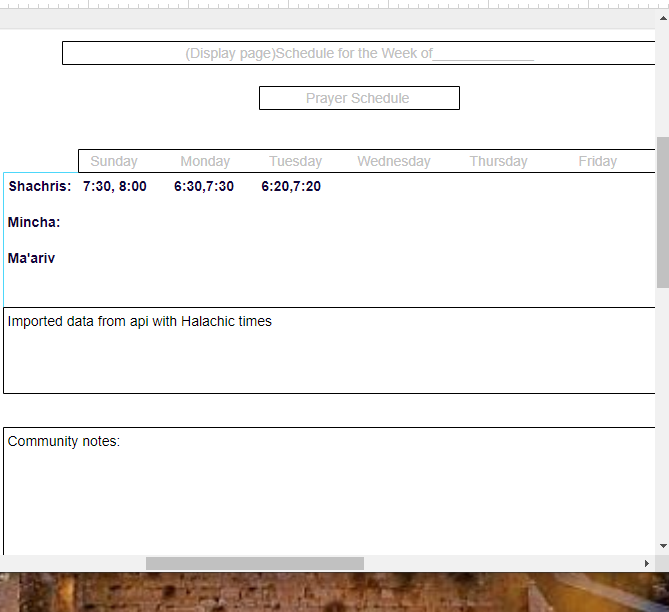 (Display page)Schedule for the Week of_____________
Prayer Schedule
Sunday Monday Tuesday Wednesday Thursday Friday
Shachris: 7:30, 8:00 6:30,7:30 6:20,7:20
Mincha:
Ma'ariv
Imported data from api with Halachic times
Community notes: